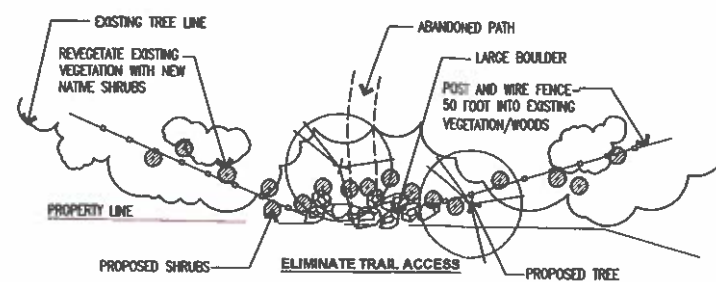 EXISTING TREE LINE
REVEGETATE EXISTING
VEGETATION WITH NEW
NATIVE SHRUBS
ABANDONED PATH
LARGE BOULDER
POST AND WIRE FENCE-
50 FOOT INTO EXISTING
VEGETATION/WOODS
PROPERTY LINE
PROPOSED SHRUBS
ELIMINATE TRAIL ACCESS
PROPOSED TREE